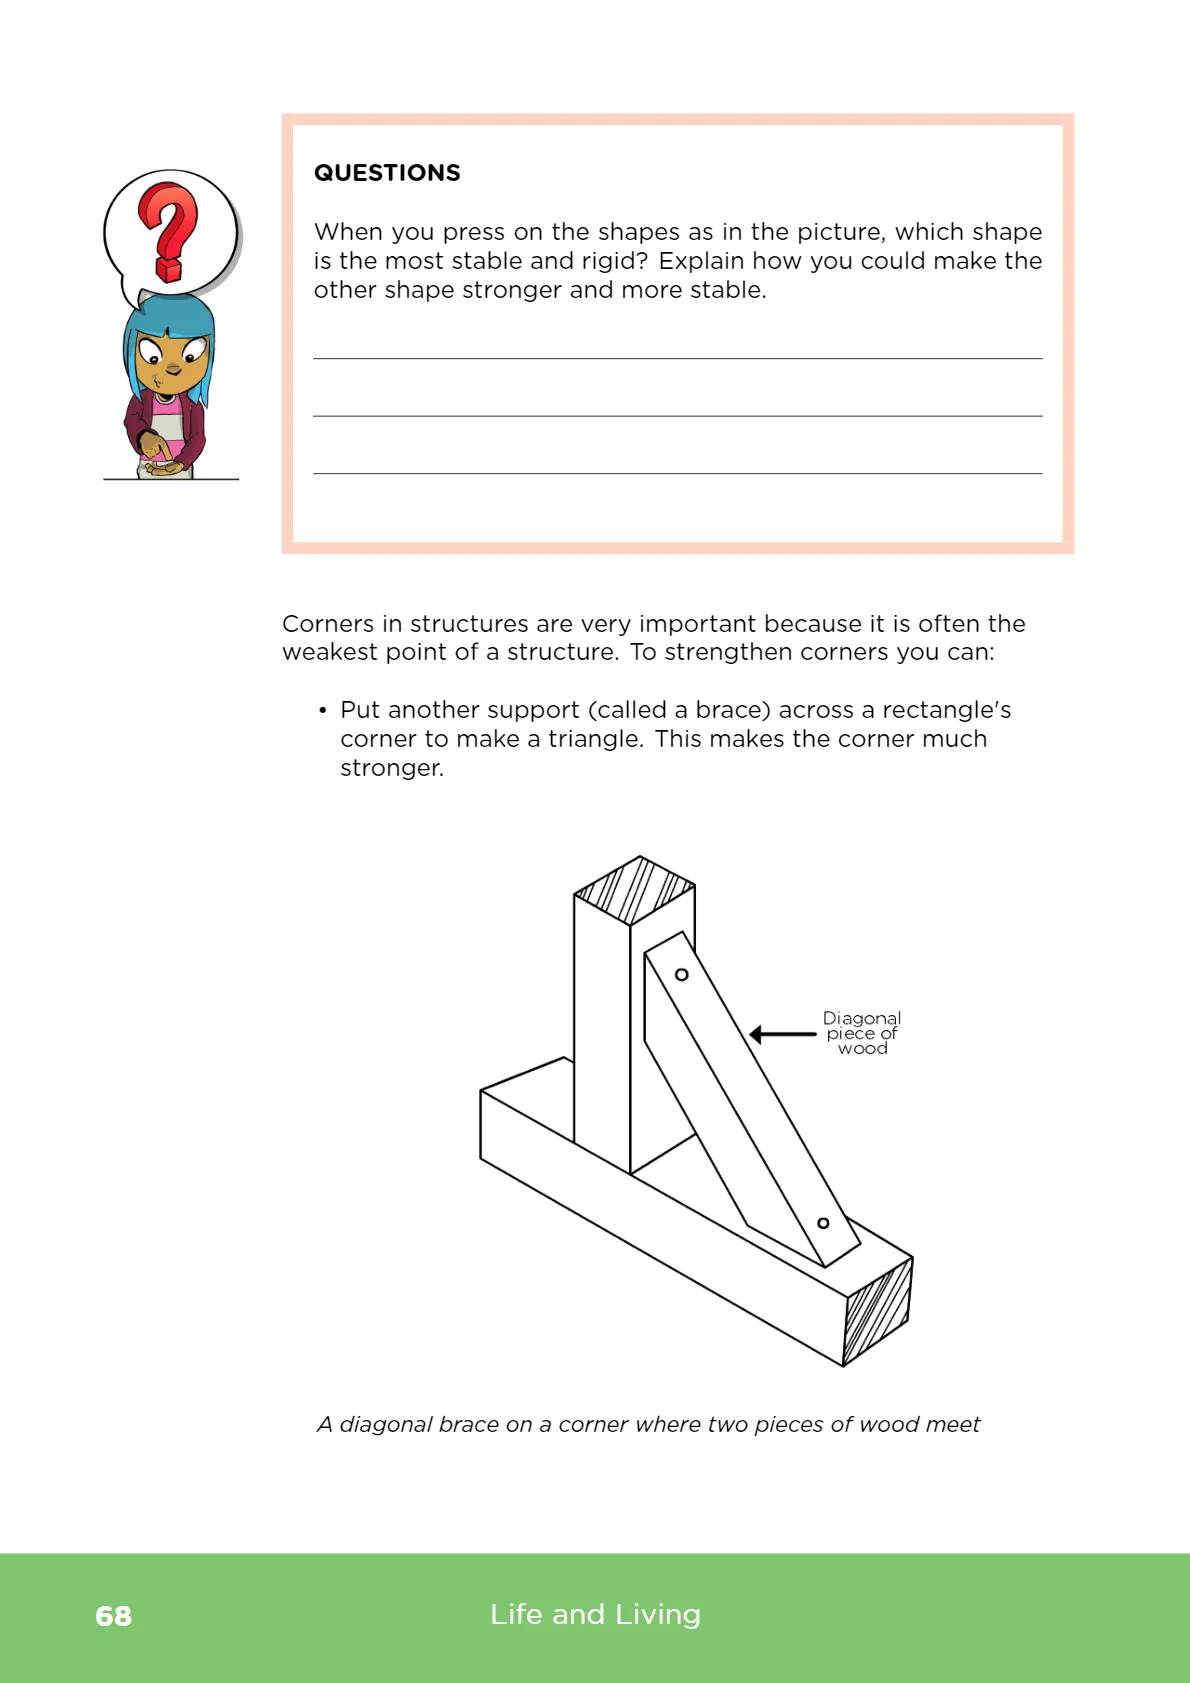 ?
QUESTIONS
When you press on the shapes as in the picture, which shape
is the most stable and rigid? Explain how you could make the
other shape stronger and more stable.
Corners in structures are very important because it is often the
weakest point of a structure. To strengthen corners you can:
• Put another support (called a brace) across a rectangle's
corner to make a triangle. This makes the corner much
stronger.
Diagonal
piece of
wood
A diagonal brace on a corner where two pieces of wood meet
68
Life and Living